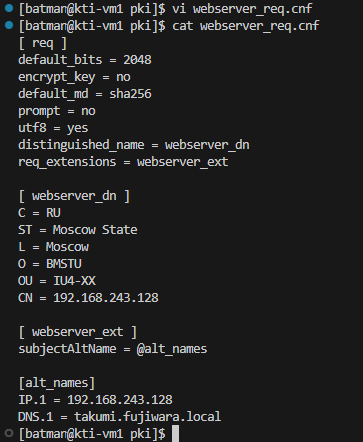 [batman@kti-vm1 pki]$ vi webserver_req.cnf
[batman@kti-vm1 pki]$ cat webserver_req.cnf
[ req ]
default_bits = 2048
encrypt_key = no
default_md = sha256
prompt = no
utf8 = yes
distinguished_name = webserver_dn
req_extensions = webserver_ext

[ webserver_dn ]
C = RU
ST = Moscow State
L = Moscow
O = BMSTU
OU = IU4-XX
CN = 192.168.243.128

[ webserver_ext ]
subjectAltName = @alt_names

[alt_names]
IP.1 = 192.168.243.128
DNS.1 = takumi.fujiwara.local
[batman@kti-vm1 pki]$